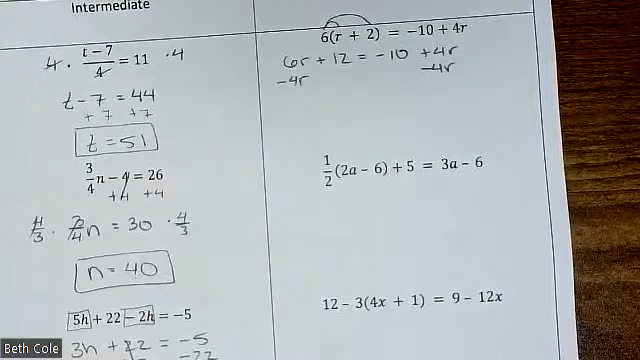 Intermediate
4 · t − 7 / 4 = 11 · 4
t − 7 = 44
+ 7 + 7
t = 51
3/4 n − 4 = 26
+4 +4
4/3 · 3/4 n = 30 · 4/3
n = 40
5h + 22 − 2h = −5
3h + 22 = −5
−22
6(r + 2) = −10 + 4r
6r + 12 = −10 + 4r
−4r −4r
1/2 (2a − 6) + 5 = 3a − 6
12 − 3(4x + 1) = 9 − 12x
Beth Cole